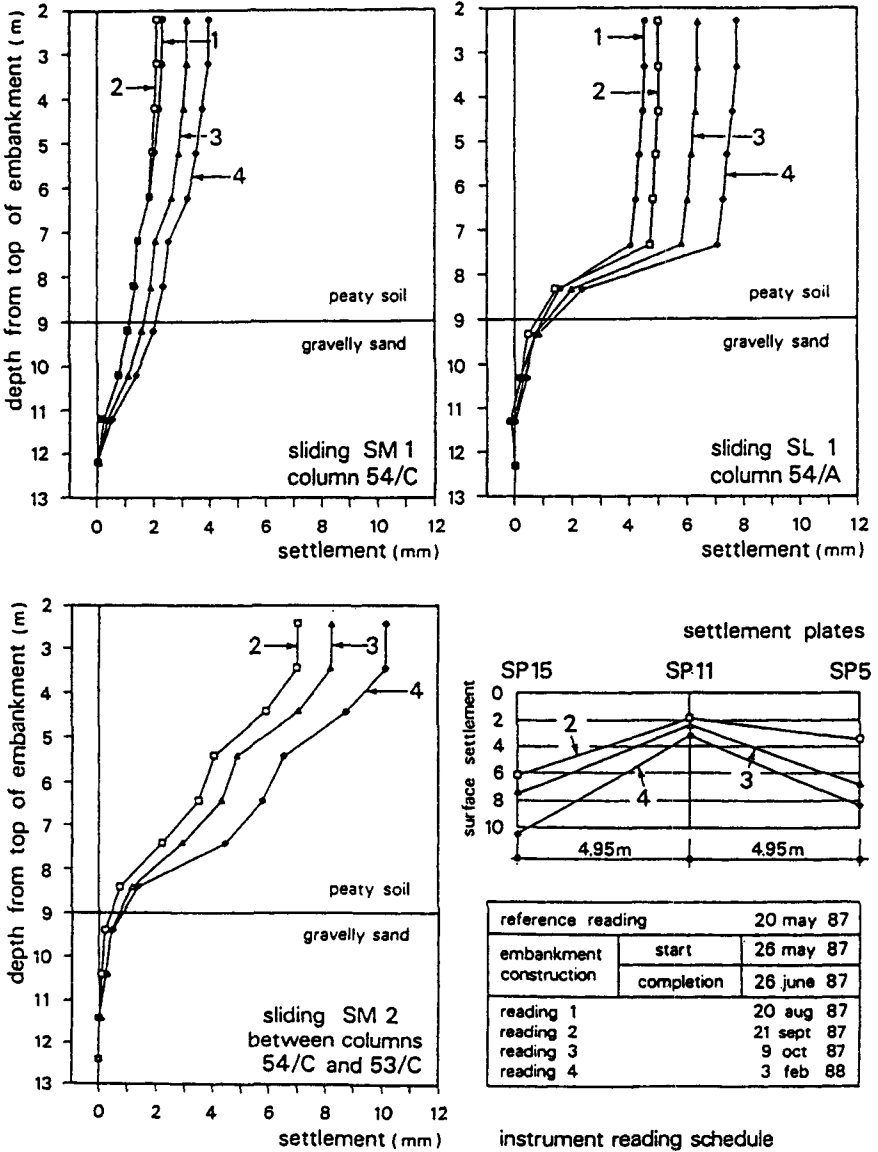 depth from top of embankment (m)
2
3
4
5
6
7
8
9
10
11
12
13
1
2
3
4
peaty soil
gravelly sand
sliding SM 1
column 54/C
0 2 4 6 8 10 12
settlement (mm)
2
3
4
5
6
7
8
9
10
11
12
13
1
2
3
4
peaty soil
gravelly sand
sliding SL 1
column 54/A
0 2 4 6 8 10 12
settlement (mm)
depth from top of embankment (m)
2
3
4
5
6
7
8
9
10
11
12
13
2
3
4
peaty soil
gravelly sand
sliding SM 2
between columns
54/C and 53/C
0 2 4 6 8 10 12
settlement (mm)
settlement plates
SP15 SP.11 SP5
surface settlement
0
2
4
6
8
10
2
3
4
4,95m 4.95m
reference reading 20 may 87
embankment construction start 26 may 87
completion 26 june 87
reading 1 20 aug 87
reading 2 21 sept 87
reading 3 9 oct 87
reading 4 3 feb 88
instrument reading schedule